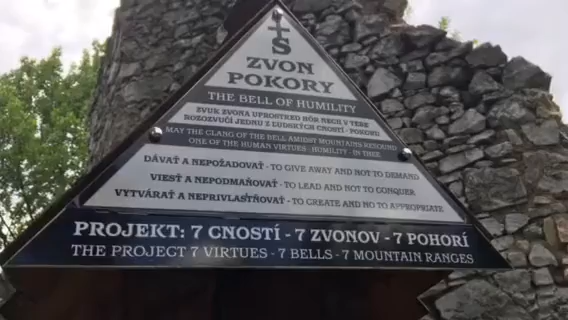 Š
ZVON
POKORY
THE BELL OF HUMILITY
ZVUK ZVONA UPROSTRED HÔR NECH V TEBE
ROZOZVUČÍ JEDNU Z ĽUDSKÝCH CNOSTÍ - POKORU
MAY THE CLANG OF THE BELL AMIDST MOUNTAINS RESOUND
ONE OF THE HUMAN VIRTUES - HUMILITY - IN THEE
DÁVAŤ A NEPOŽADOVAŤ - TO GIVE AWAY AND NOT TO DEMAND
VIESŤ A NEPODMAŇOVAŤ - TO LEAD AND NOT TO CONQUER
VYTVÁRAŤ A NEPRIVLASTŇOVAŤ - TO CREATE AND NO TO APPROPRIATE
PROJEKT: 7 CNOSTÍ - 7 ZVONOV - 7 POHORÍ
THE PROJECT 7 VIRTUES - 7 BELLS - 7 MOUNTAIN RANGES